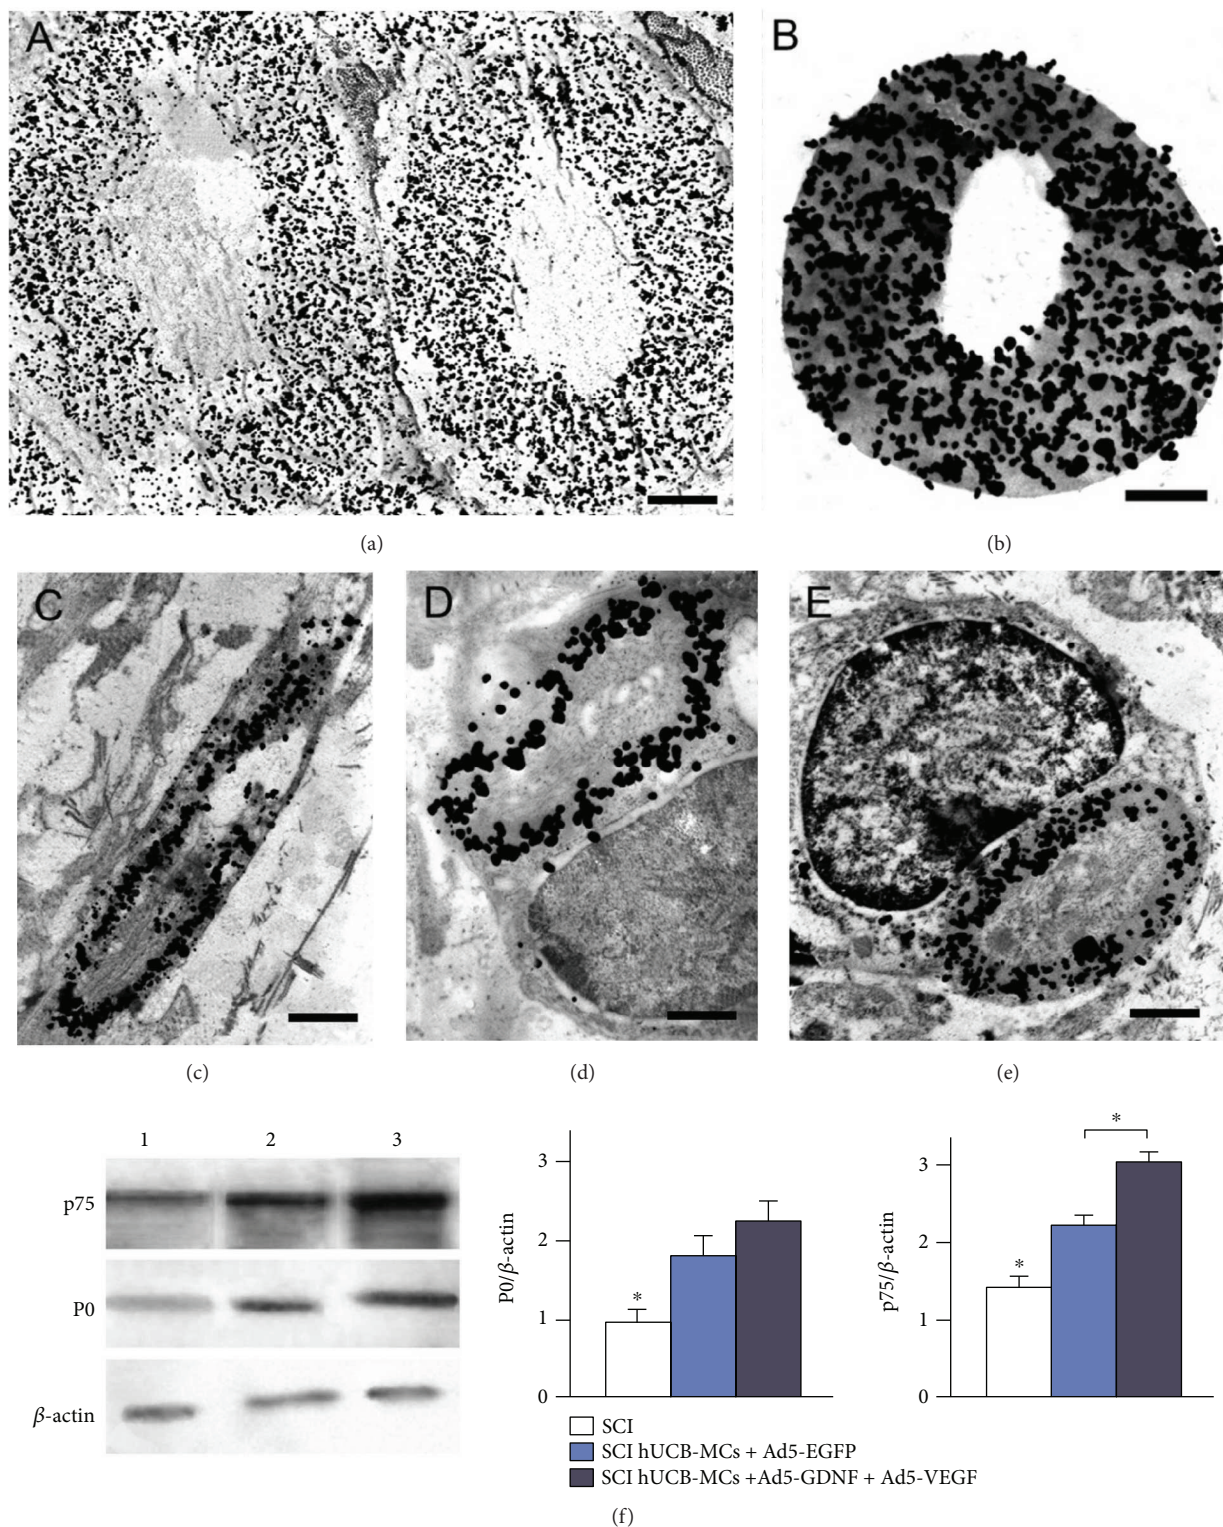 A
B
(a)
(b)
C
D
E
(c)
(d)
(e)
1 2 3
p75
P0
β-actin
P0/β-actin
3
2
1
0
*
p75/β-actin
3
2
1
0
*
*
SCI
SCI hUCB-MCs + Ad5-EGFP
SCI hUCB-MCs +Ad5-GDNF + Ad5-VEGF
(f)